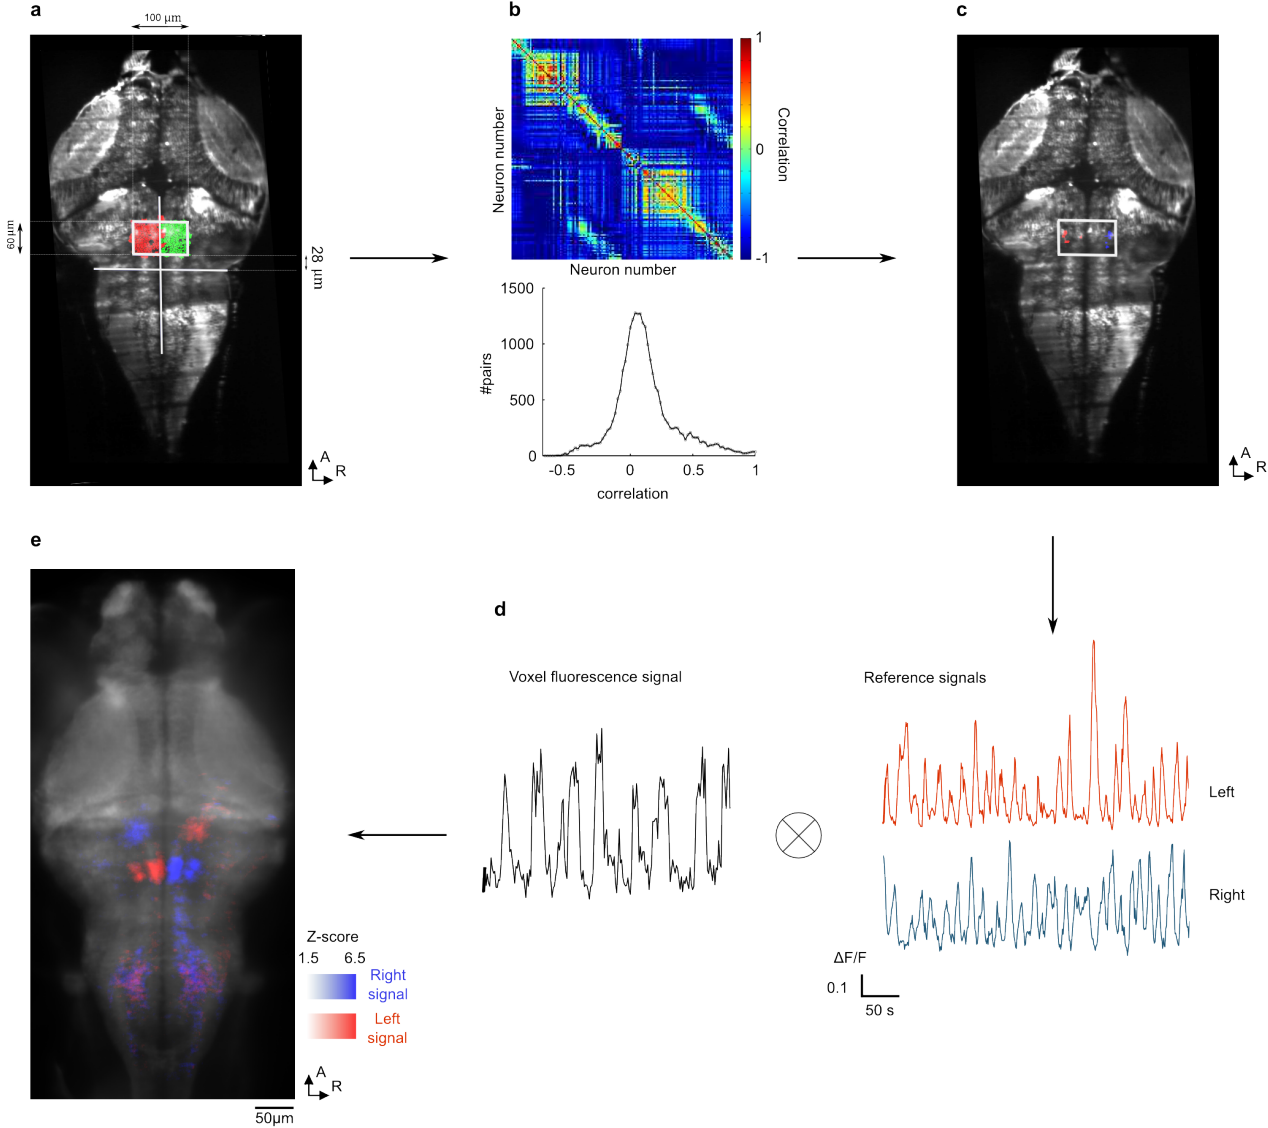 a
100 µm
60 µm
28 µm
A
R
b
Neuron number
Neuron number
1
0
-1
Correlation
1500
1000
500
0
#pairs
-0.5
0
0.5
1
correlation
c
A
R
d
Voxel fluorescence signal
Reference signals
Left
Right
ΔF/F
0.1
50 s
e
Z-score
1.5 6.5
Right
signal
Left
signal
A
R
50µm